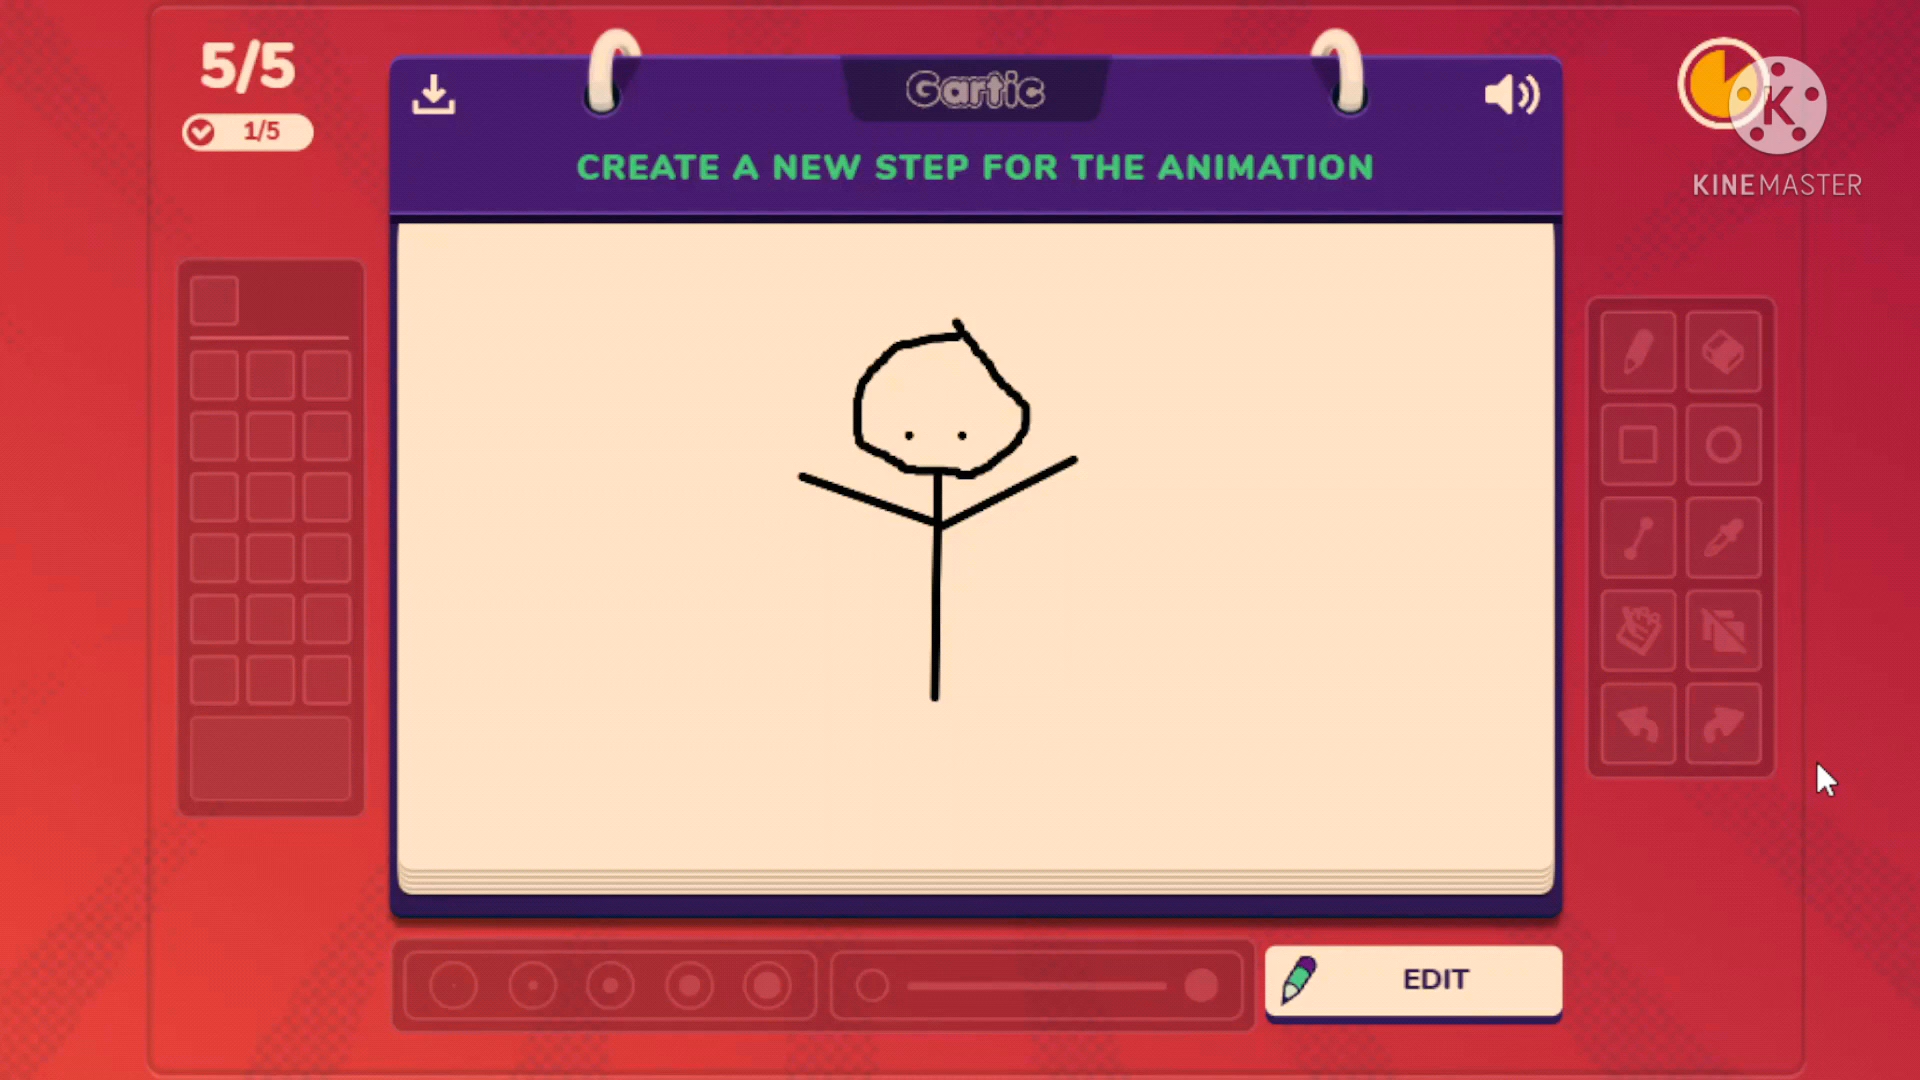 5/5
1/5
Gartic
CREATE A NEW STEP FOR THE ANIMATION
K
KINEMASTER
EDIT